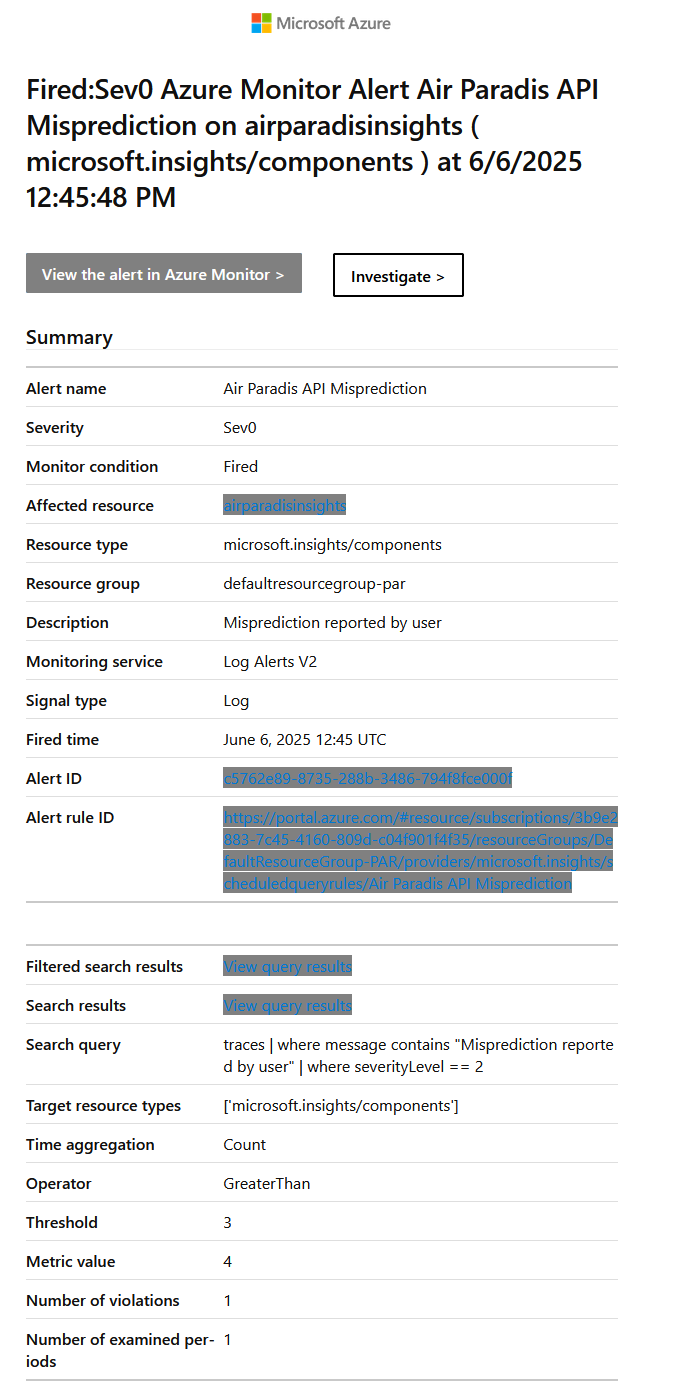 Microsoft Azure
Fired:Sev0 Azure Monitor Alert Air Paradis API
Misprediction on airparadisinsights (
microsoft.insights/components ) at 6/6/2025
12:45:48 PM
View the alert in Azure Monitor >
Investigate >
Summary
Alert name Air Paradis API Misprediction
Severity Sev0
Monitor condition Fired
Affected resource airparadisinsights
Resource type microsoft.insights/components
Resource group defaultresourcegroup-par
Description Misprediction reported by user
Monitoring service Log Alerts V2
Signal type Log
Fired time June 6, 2025 12:45 UTC
Alert ID c5762e89-8735-288b-3486-794f8fce000f
Alert rule ID https://portal.azure.com/#resource/subscriptions/3b9e2
883-7c45-4160-809d-c04f901f4f35/resourceGroups/De
faultResourceGroup-PAR/providers/microsoft.insights/s
cheduledqueryrules/Air Paradis API Misprediction
Filtered search results View query results
Search results View query results
Search query traces | where message contains "Misprediction reporte
d by user" | where severityLevel == 2
Target resource types ['microsoft.insights/components']
Time aggregation Count
Operator GreaterThan
Threshold 3
Metric value 4
Number of violations 1
Number of examined per- 1
iods